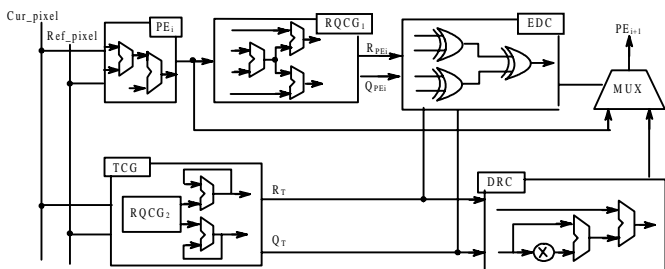 Cur_pixel
Ref_pixel
PEi
RQCG1
EDC
PEi+1
RPEi
QPEi
MUX
TCG
RQCG2
RT
QT
DRC
X